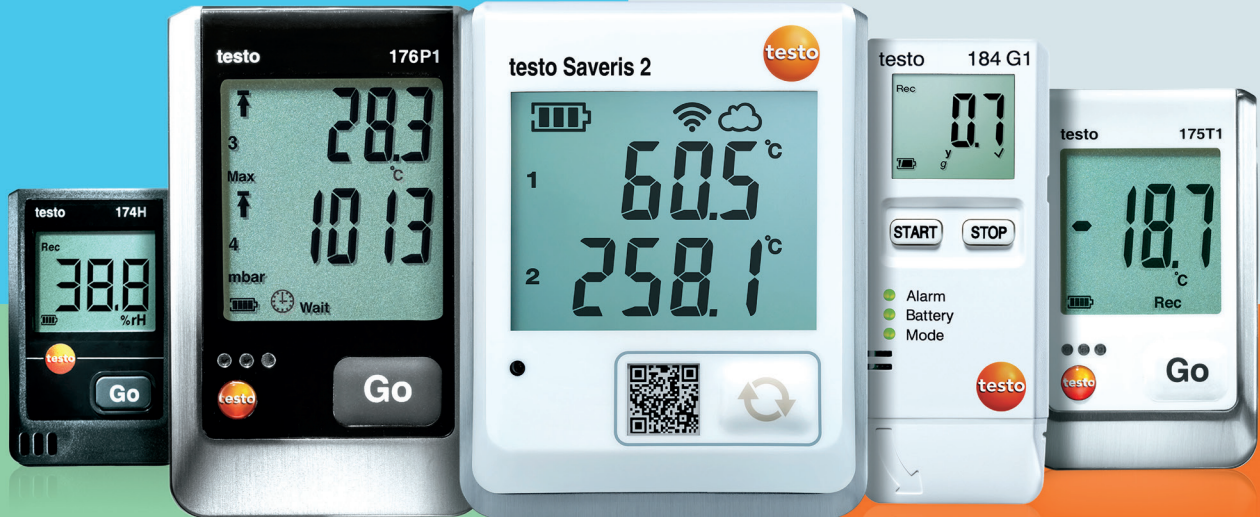 testo 174H
Rec
38.8
%rH
testo
Go
testo 176P1
28.3
3
°C
Max
1013
4
mbar
Wait
testo
Go
testo Saveris 2
testo
60.5 °C
1
258.1 °C
2
testo 184 G1
Rec
0.7
y
g
START STOP
Alarm
Battery
Mode
testo
testo 175T1
-18.7
°C
Rec
testo
Go